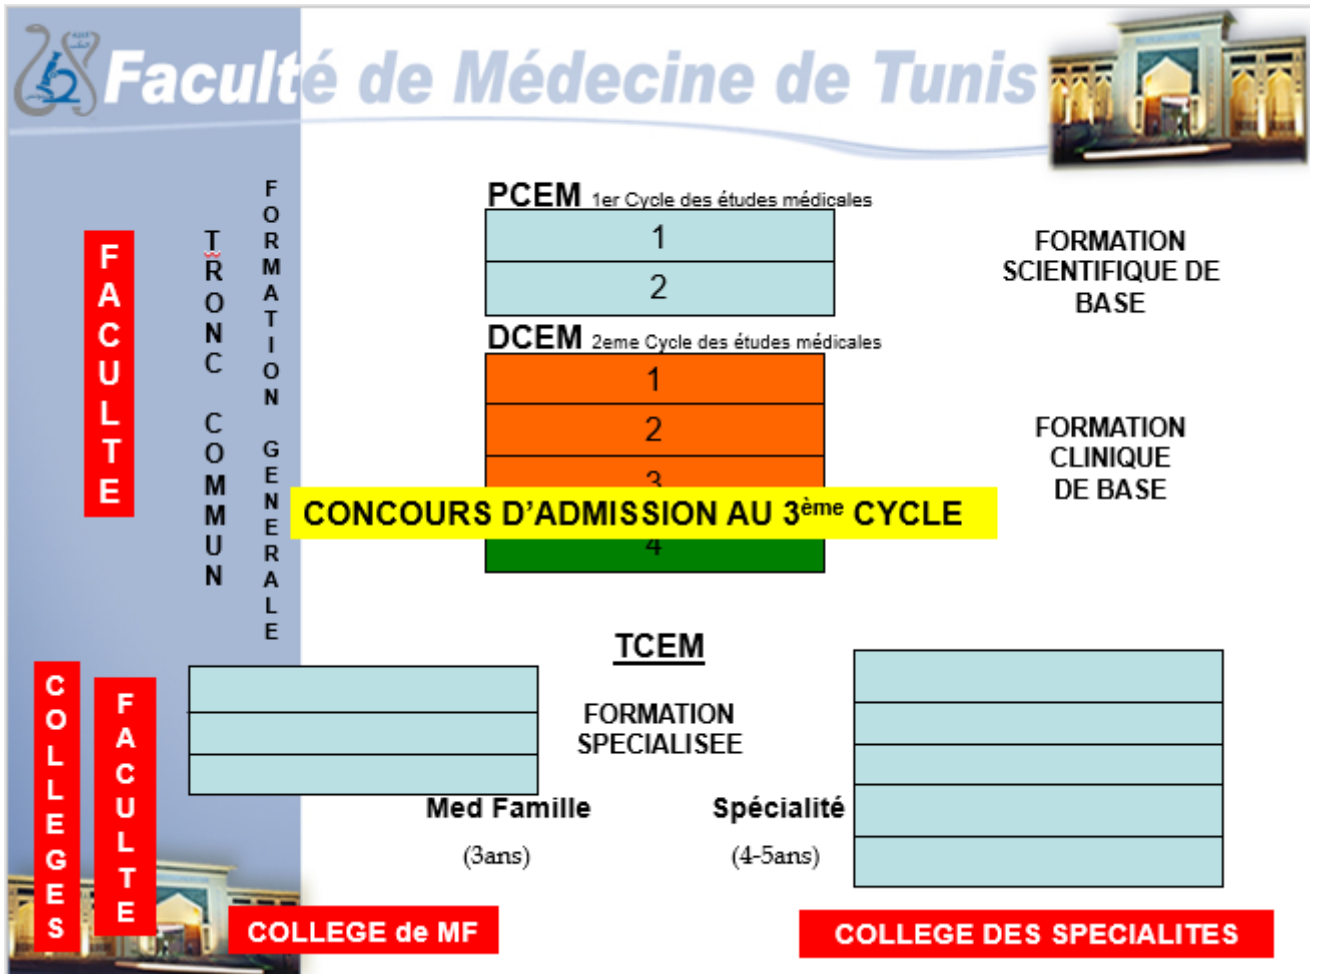 Faculté de Médecine de Tunis
PCEM 1er Cycle des études médicales
1
2
FORMATION
SCIENTIFIQUE DE
BASE
DCEM 2eme Cycle des études médicales
1
2
3
FORMATION
CLINIQUE
DE BASE
CONCOURS D'ADMISSION AU 3ème CYCLE
4
FACULTE
TRONC COMMUN
FORMATION GENERALE
TCEM
FORMATION
SPECIALISEE
Med Famille
(3ans)
Spécialité
(4-5ans)
COLLEGES
FACULTE
COLLEGE de MF
COLLEGE DES SPECIALITES